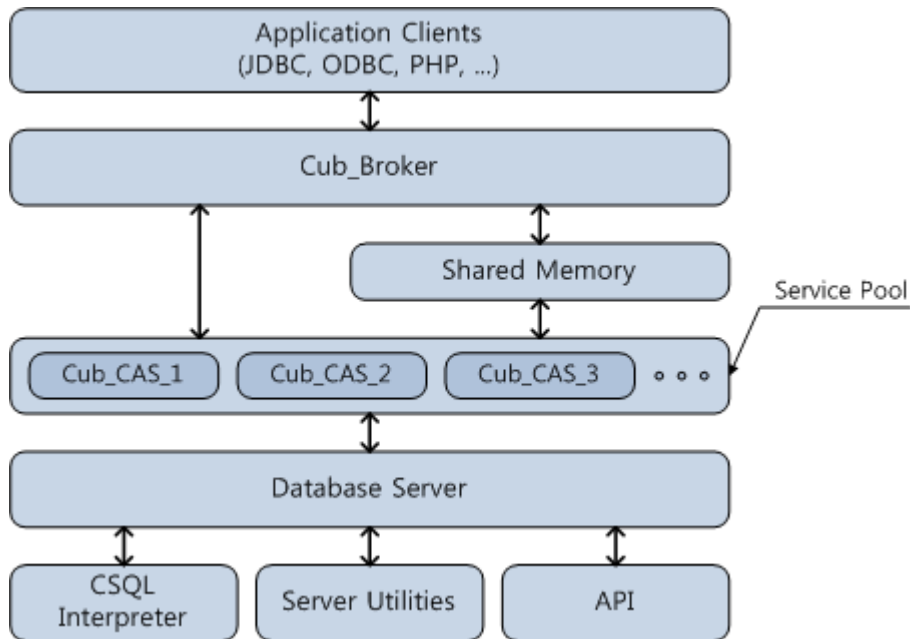 Application Clients
(JDBC, ODBC, PHP, ...)
Cub_Broker
Shared Memory
Service Pool
Cub_CAS_1
Cub_CAS_2
Cub_CAS_3
Database Server
CSQL
Interpreter
Server Utilities
API